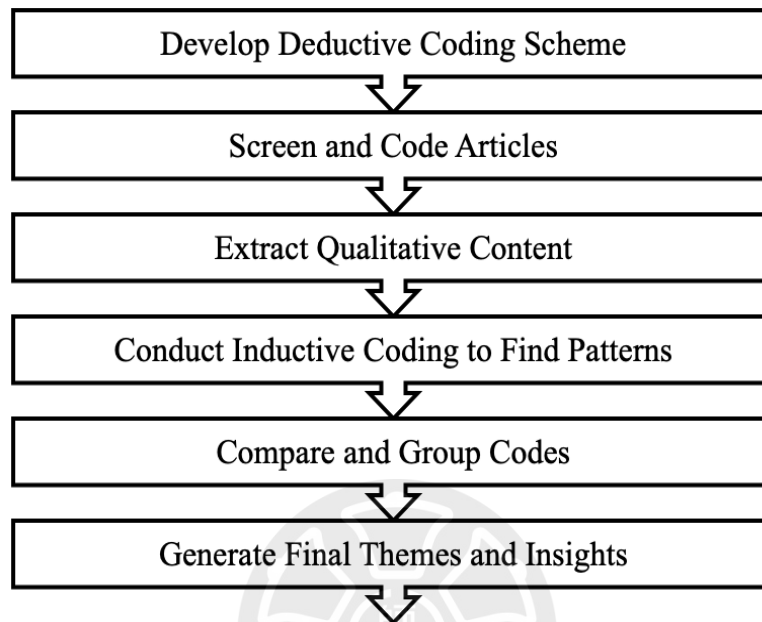 Develop Deductive Coding Scheme
Screen and Code Articles
Extract Qualitative Content
Conduct Inductive Coding to Find Patterns
Compare and Group Codes
Generate Final Themes and Insights